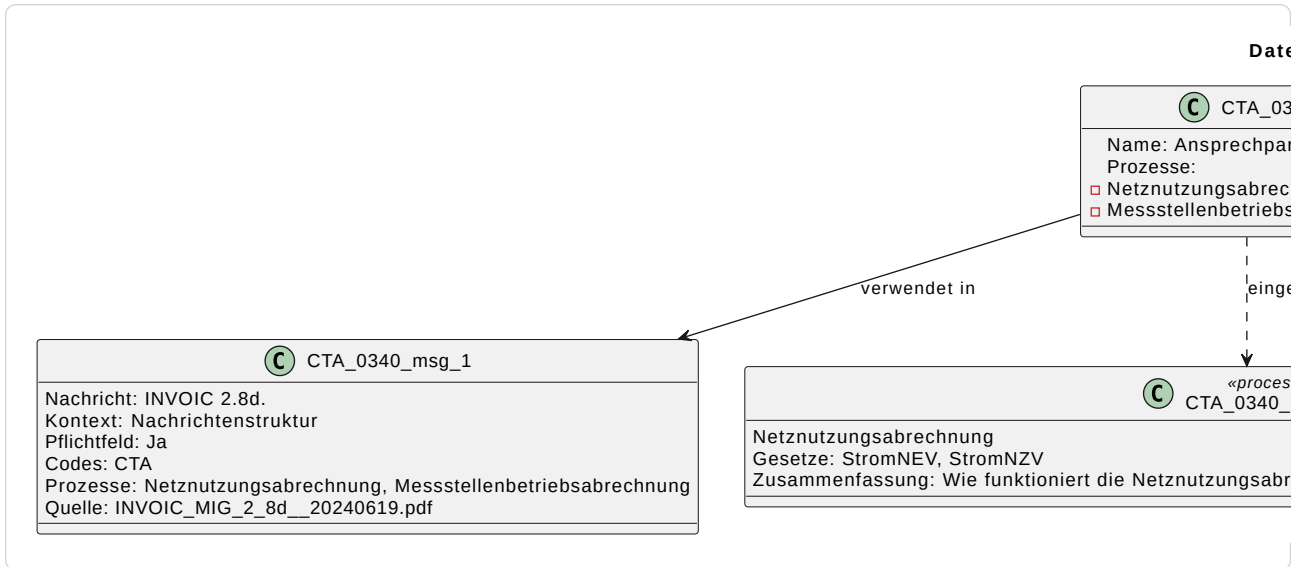 Date
C CTA_03
Name: Ansprechpar
Prozesse:
Netznutzungsabrec
Messstellenbetriebs
verwendet in
einge
C CTA_0340_msg_1
Nachricht: INVOIC 2.8d.
Kontext: Nachrichtenstruktur
Pflichtfeld: Ja
Codes: CTA
Prozesse: Netznutzungsabrechnung, Messstellenbetriebsabrechnung
Quelle: INVOIC_MIG_2_8d__20240619.pdf
«proces
C CTA_0340_
Netznutzungsabrechnung
Gesetze: StromNEV, StromNZV
Zusammenfassung: Wie funktioniert die Netznutzungsabr